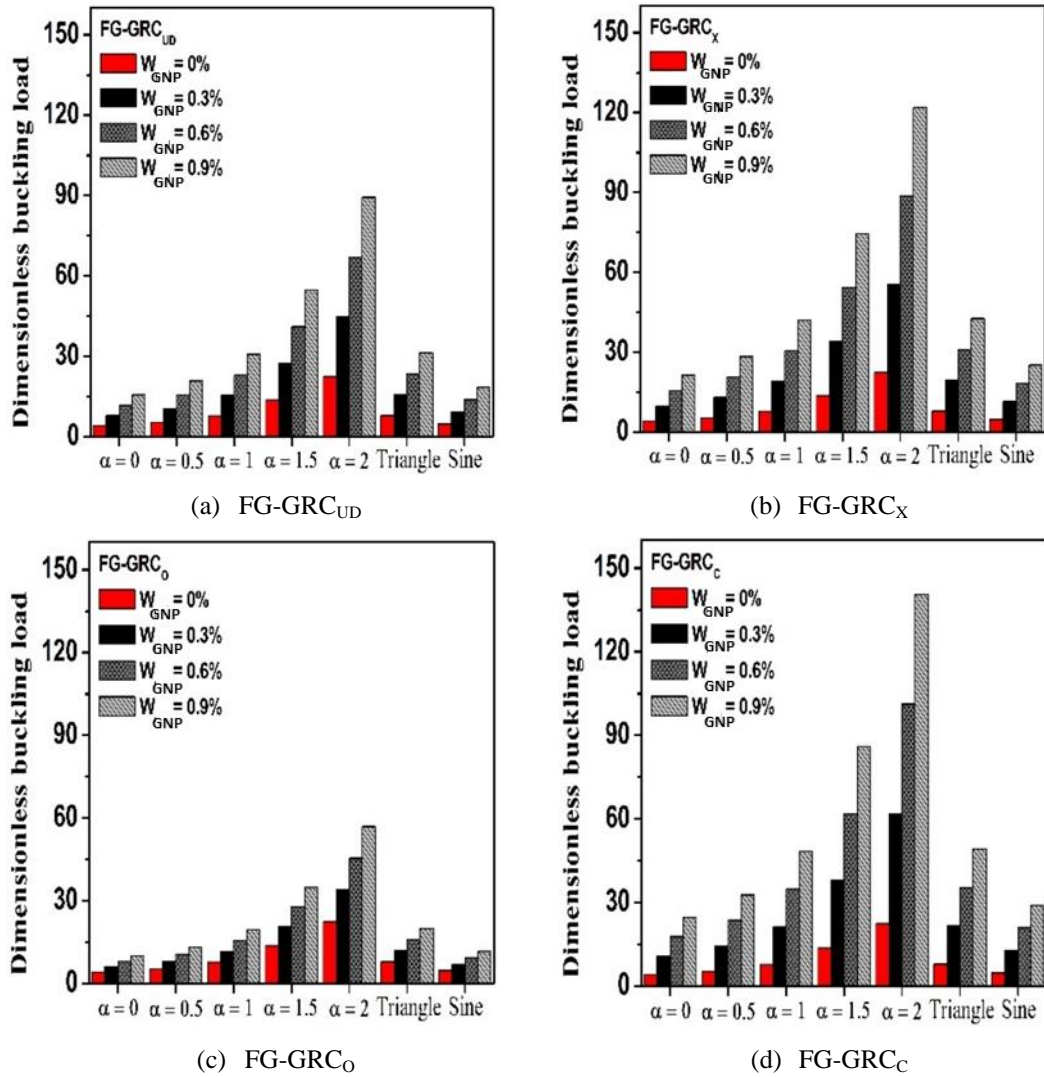 150
120
90
60
30
0
Dimensionless buckling load
FG-GRC_UD
W_GNP = 0%
W_GNP = 0.3%
W_GNP = 0.6%
W_GNP = 0.9%
α = 0 α = 0.5 α = 1 α = 1.5 α = 2 Triangle Sine
(a) FG-GRC_UD
150
120
90
60
30
0
Dimensionless buckling load
FG-GRC_X
W_GNP = 0%
W_GNP = 0.3%
W_GNP = 0.6%
W_GNP = 0.9%
α = 0 α = 0.5 α = 1 α = 1.5 α = 2 Triangle Sine
(b) FG-GRC_X
150
120
90
60
30
0
Dimensionless buckling load
FG-GRC_O
W_GNP = 0%
W_GNP = 0.3%
W_GNP = 0.6%
W_GNP = 0.9%
α = 0 α = 0.5 α = 1 α = 1.5 α = 2 Triangle Sine
(c) FG-GRC_O
150
120
90
60
30
0
Dimensionless buckling load
FG-GRC_C
W_GNP = 0%
W_GNP = 0.3%
W_GNP = 0.6%
W_GNP = 0.9%
α = 0 α = 0.5 α = 1 α = 1.5 α = 2 Triangle Sine
(d) FG-GRC_C